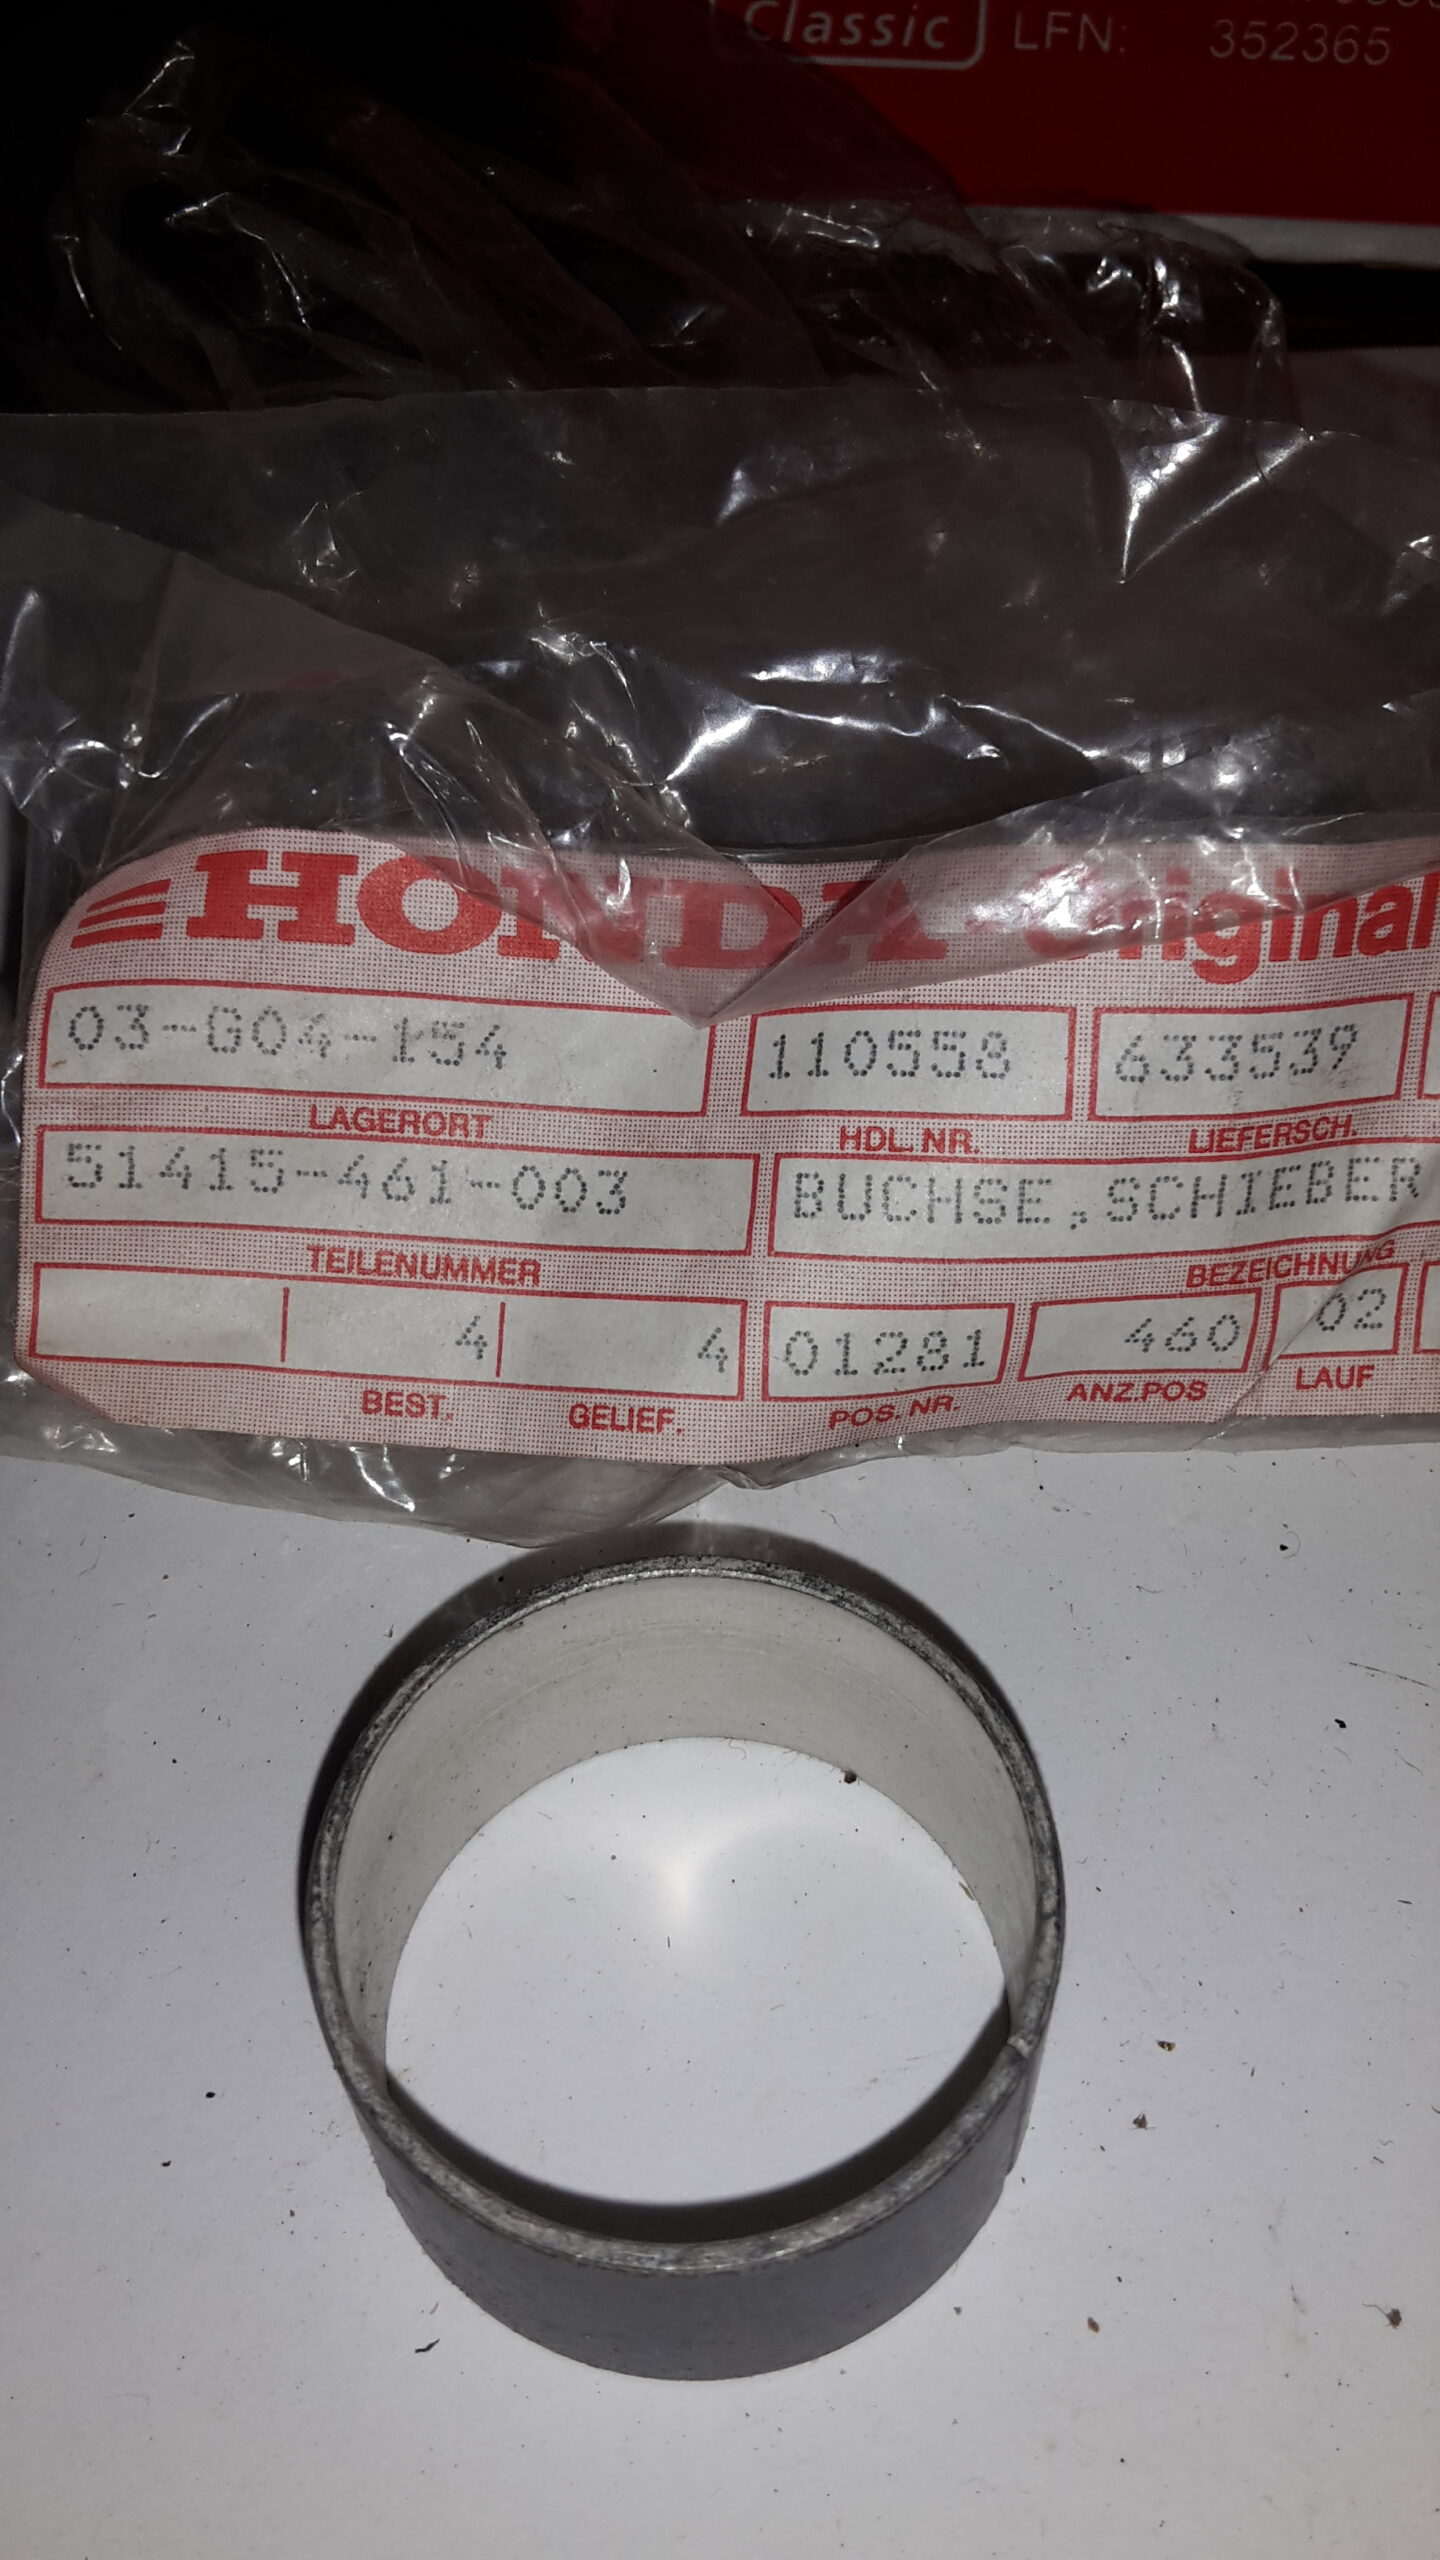 Classic LFN: 352365
HONDA Original
03-G04-154 110558 633539
LAGERORT HDL.NR. LIEFERSCH.
51415-461-003 BUCHSE,SCHIEBER
TEILENUMMER BEZEICHNUNG
4 4 01281 460 02
BEST. GELIEF. POS. NR. ANZ.POS LAUF